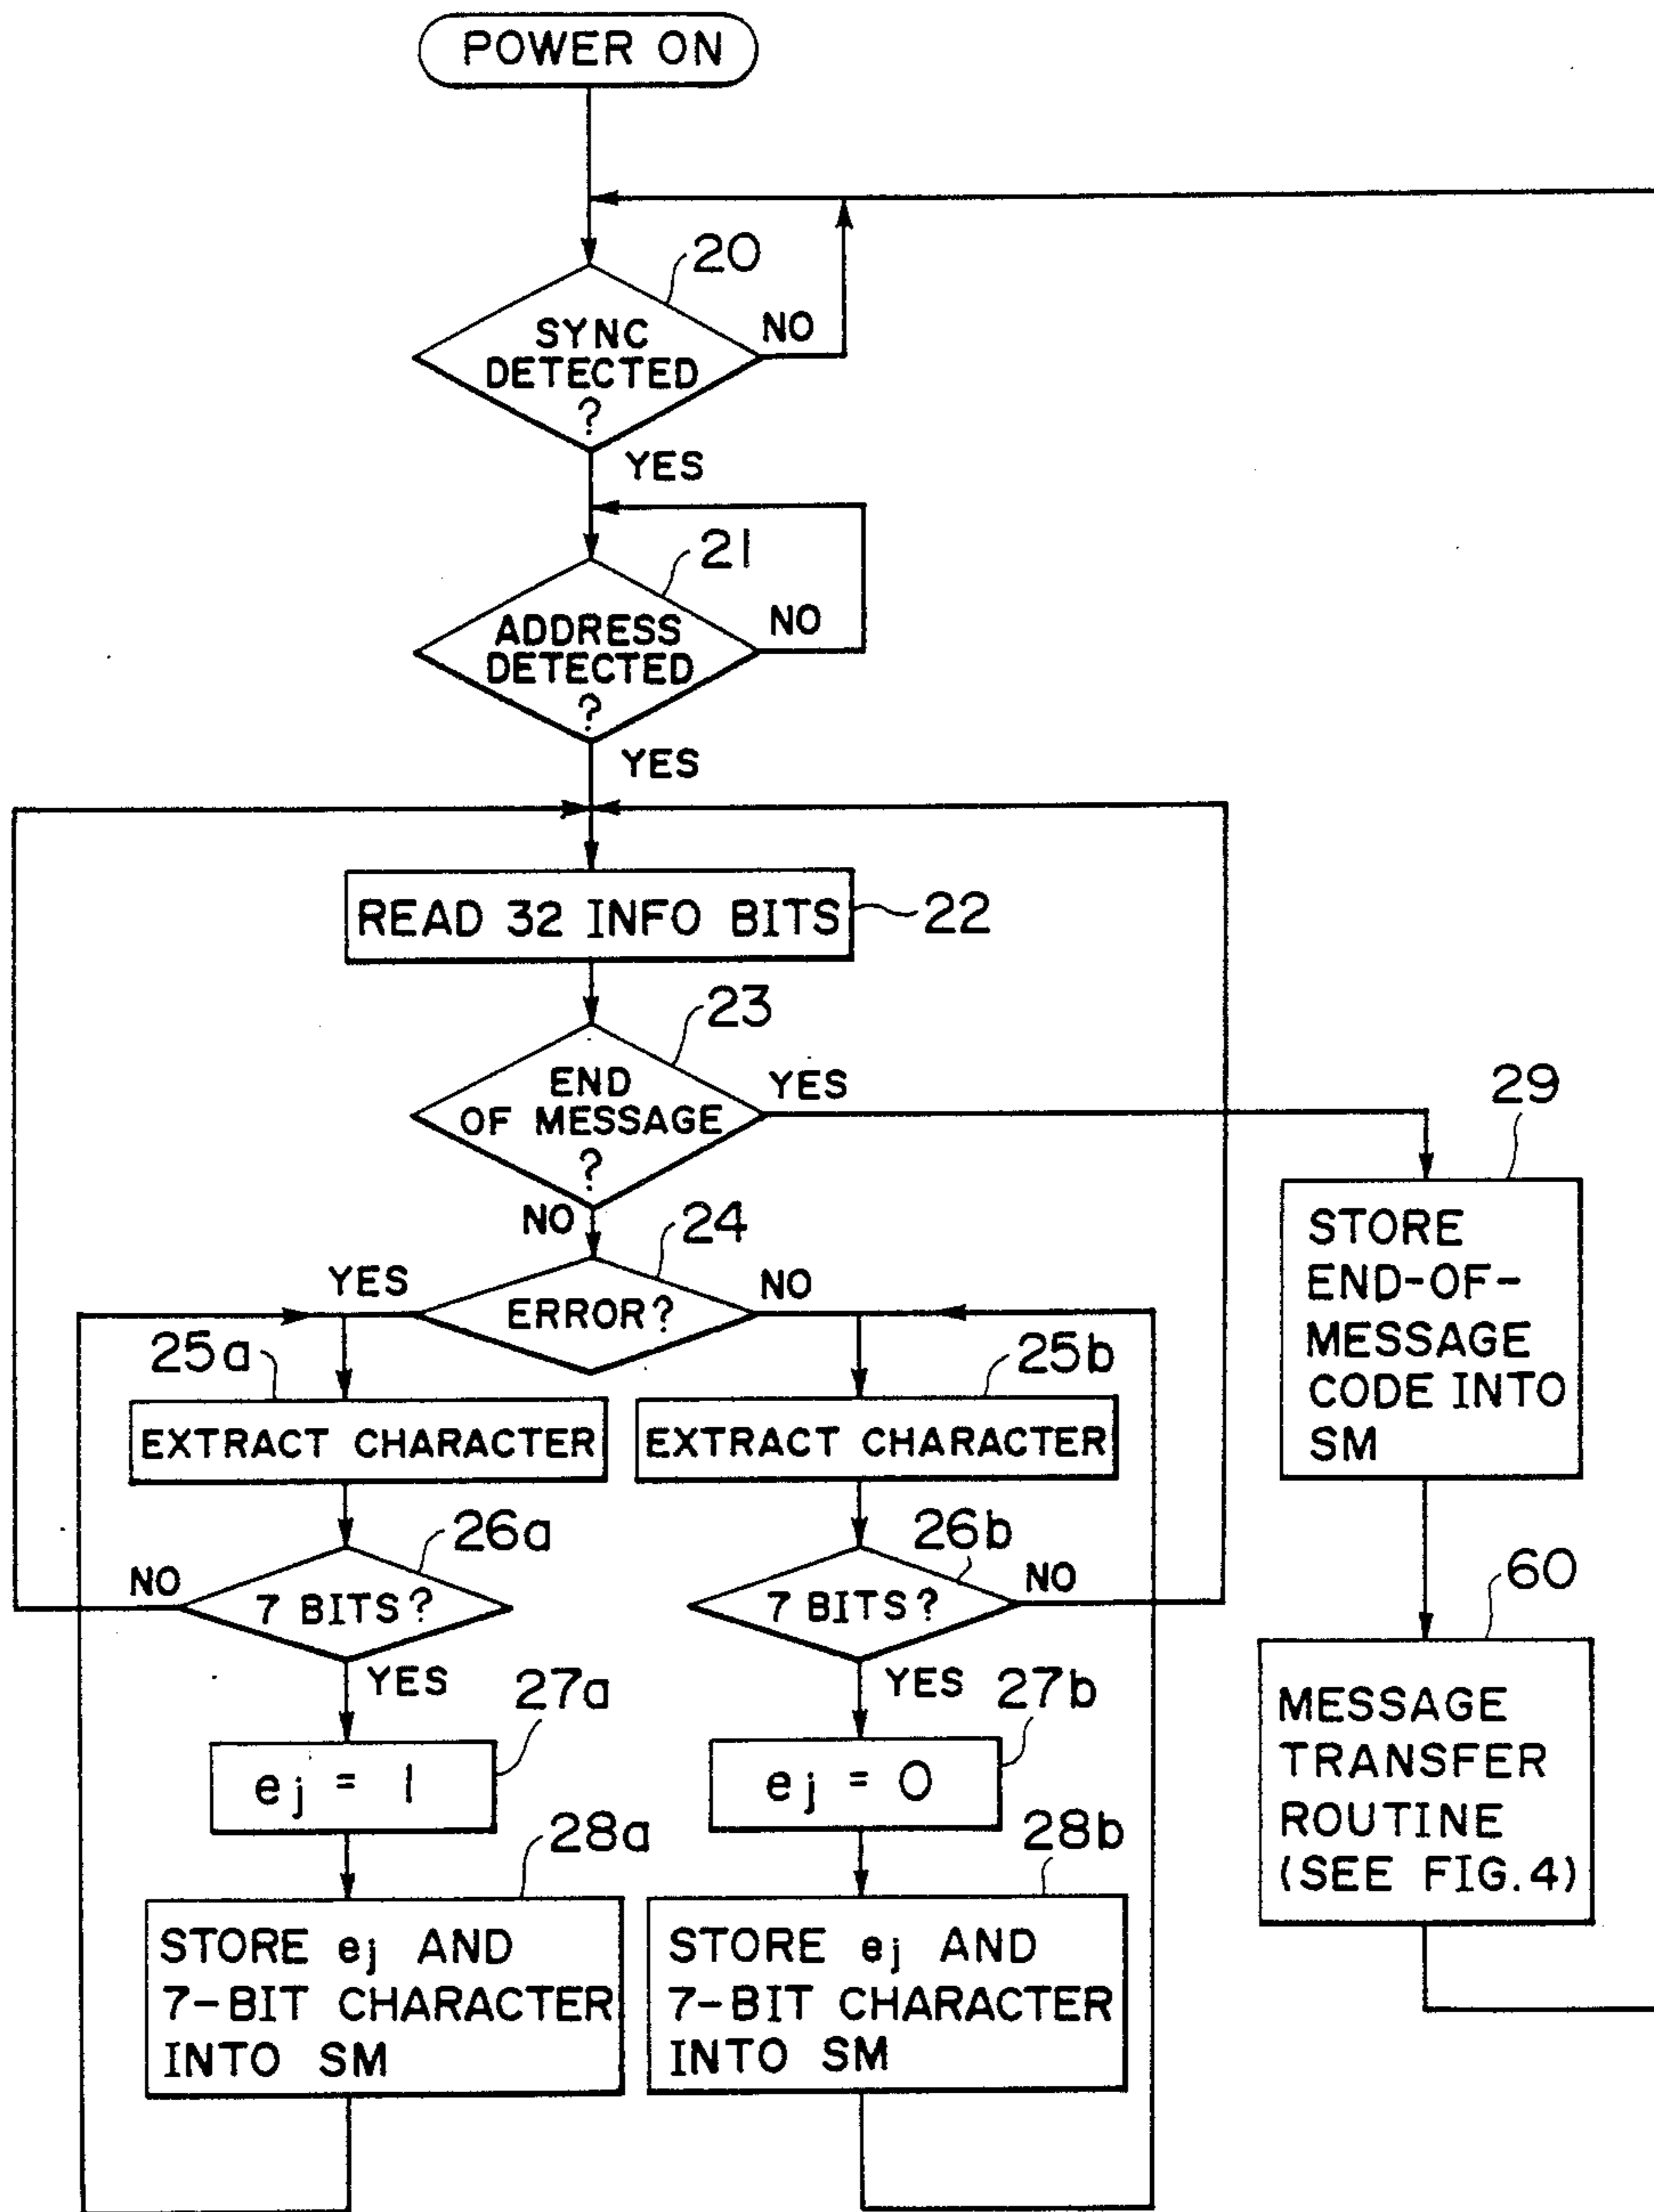 POWER ON
20
SYNC
DETECTED
?
NO
YES
21
ADDRESS
DETECTED
?
NO
YES
READ 32 INFO BITS
22
23
END
OF MESSAGE
?
YES
NO
24
ERROR?
YES
NO
25a
25b
EXTRACT CHARACTER
EXTRACT CHARACTER
26a
26b
7 BITS?
7 BITS?
NO
NO
YES
YES
27a
27b
ej = 1
ej = 0
28a
28b
STORE ej AND
7-BIT CHARACTER
INTO SM
STORE ej AND
7-BIT CHARACTER
INTO SM
29
STORE
END-OF-
MESSAGE
CODE INTO
SM
60
MESSAGE
TRANSFER
ROUTINE
(SEE FIG.4)